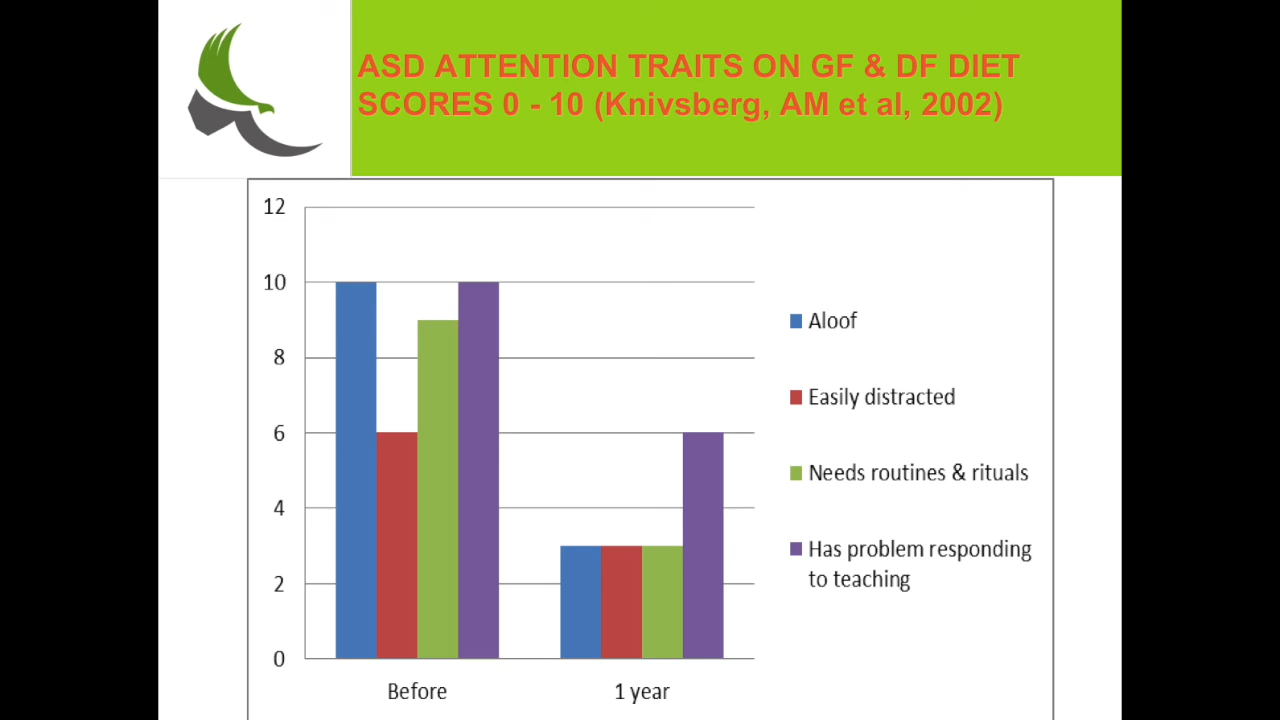 ASD ATTENTION TRAITS ON GF & DF DIET
SCORES 0 - 10 (Knivsberg, AM et al, 2002)
12
10
8
6
4
2
0
Before
1 year
Aloof
Easily distracted
Needs routines & rituals
Has problem responding
to teaching